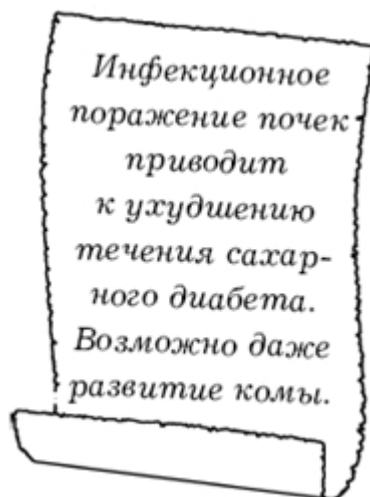 Инфекционное
поражение почек
приводит
к ухудшению
течения сахар-
ного диабета.
Возможно даже
развитие комы.